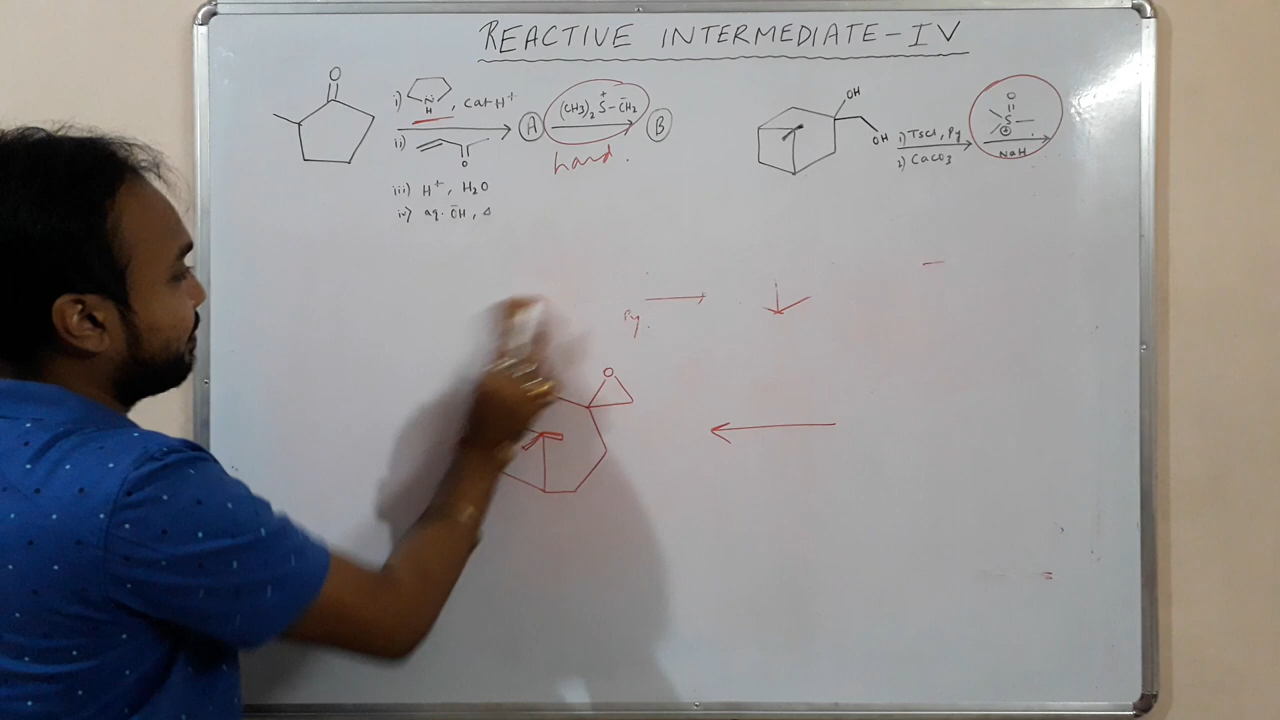 REACTIVE INTERMEDIATE-IV
O
i) N H , Cat H+
ii) O
iii) H+, H2O
iv) aq. OH, Δ
A
(CH3)2 S+ - CH2
B
hard.
OH
OH
i) TsCl, Py
2) CaCO3
O
S
+
NaH
Py.
O